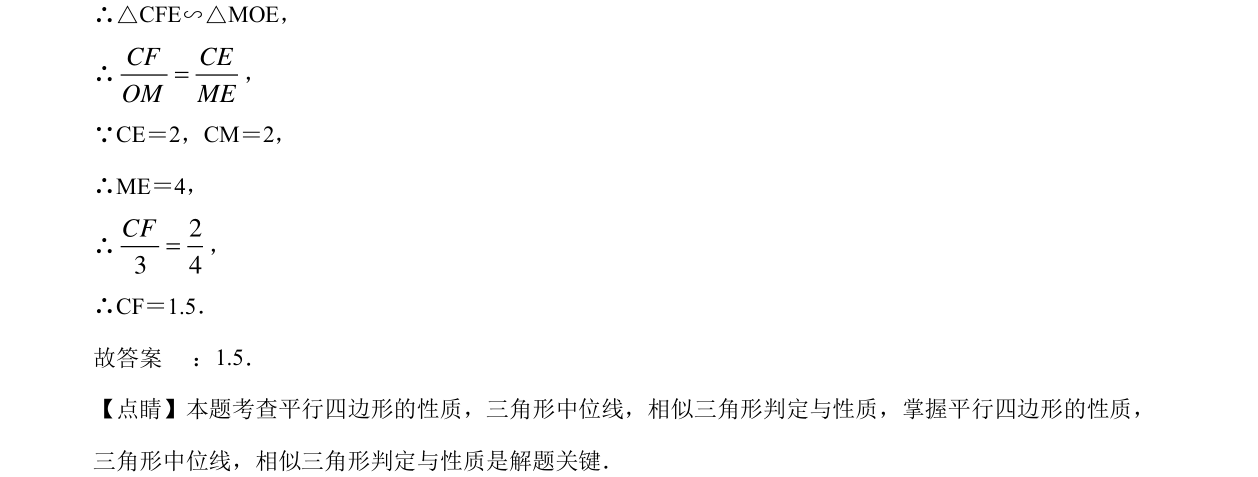 ∴△CFE∽△MOE,
∴CF/OM=CE/ME,
∵CE=2，CM=2,
∴ME=4,
∴CF/3=2/4,
∴CF=1.5.
故答案　：1.5.
【点睛】本题考查平行四边形的性质，三角形中位线，相似三角形判定与性质，掌握平行四边形的性质，
三角形中位线，相似三角形判定与性质是解题关键.